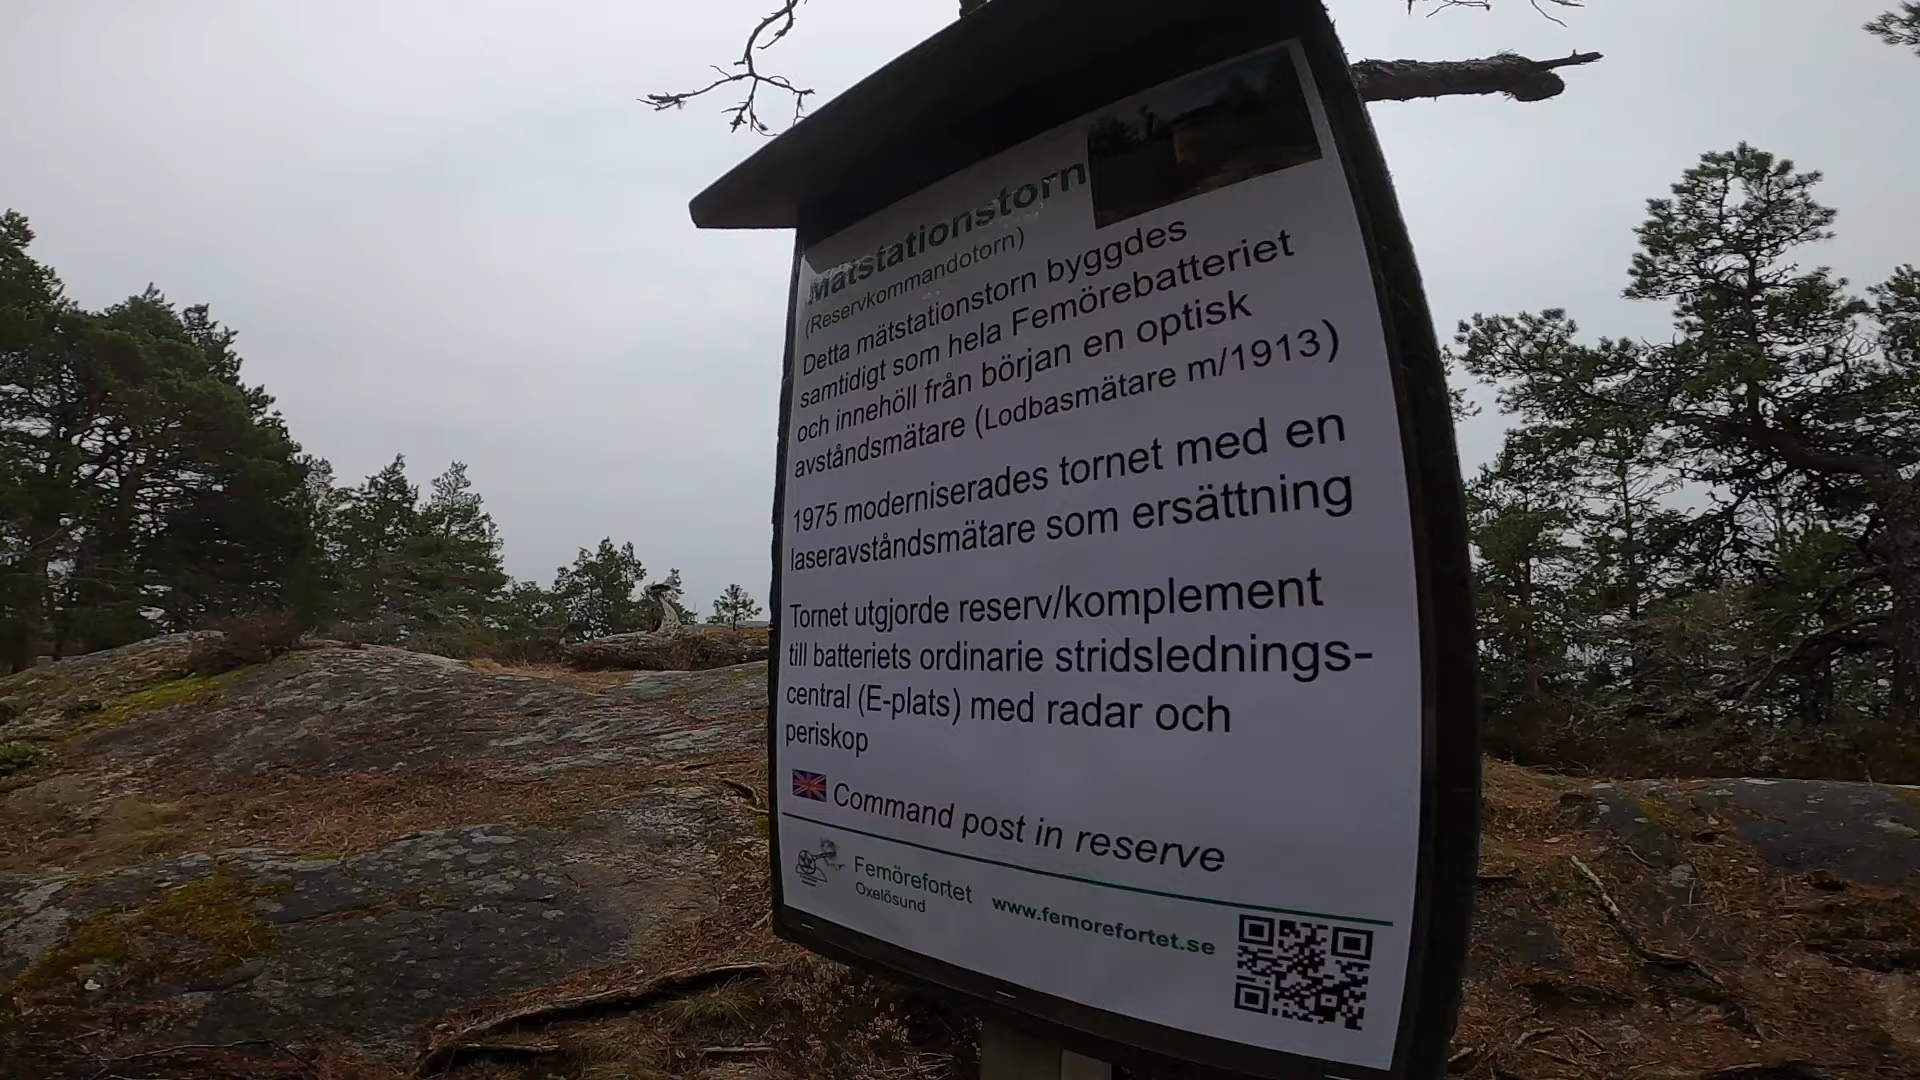 Mätstationstorn
(Reservkommandotorn)
Detta mätstationstorn byggdes
samtidigt som hela Femörebatteriet
och innehöll från början en optisk
avståndsmätare (Lodbasmätare m/1913)
1975 moderniserades tornet med en
laseravståndsmätare som ersättning
Tornet utgjorde reserv/komplement
till batteriets ordinarie stridslednings-
central (E-plats) med radar och
periskop
Command post in reserve
Femörefortet
Oxelösund
www.femorefortet.se